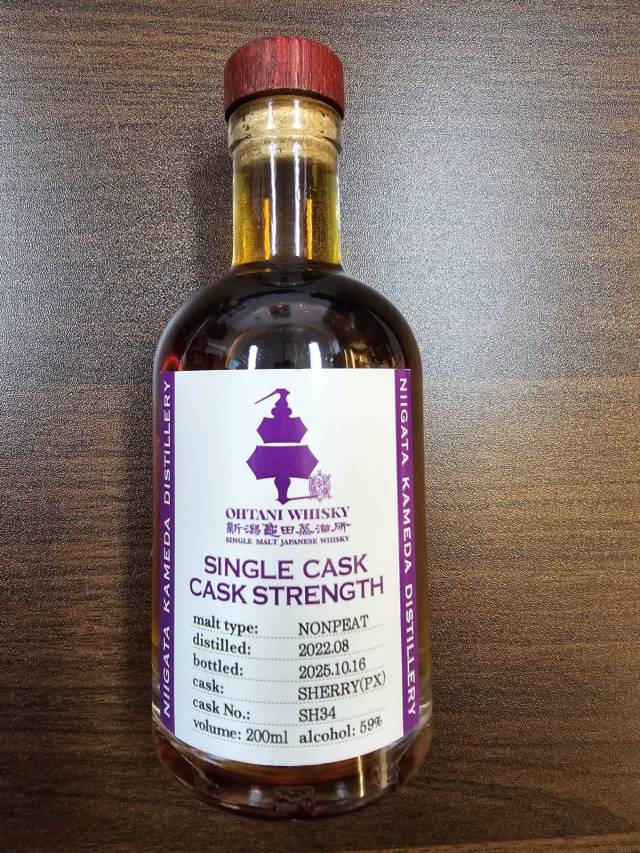 OHTANI WHISKY
新潟亀田蒸溜所
SINGLE MALT JAPANESE WHISKY
SINGLE CASK
CASK STRENGTH
malt type: NONPEAT
distilled: 2022.08
bottled: 2025.10.16
cask: SHERRY(PX)
cask No.: SH34
volume: 200ml alcohol: 59%
NIIGATA KAMEDA DISTILLERY
NIIGATA KAMEDA DISTILLERY